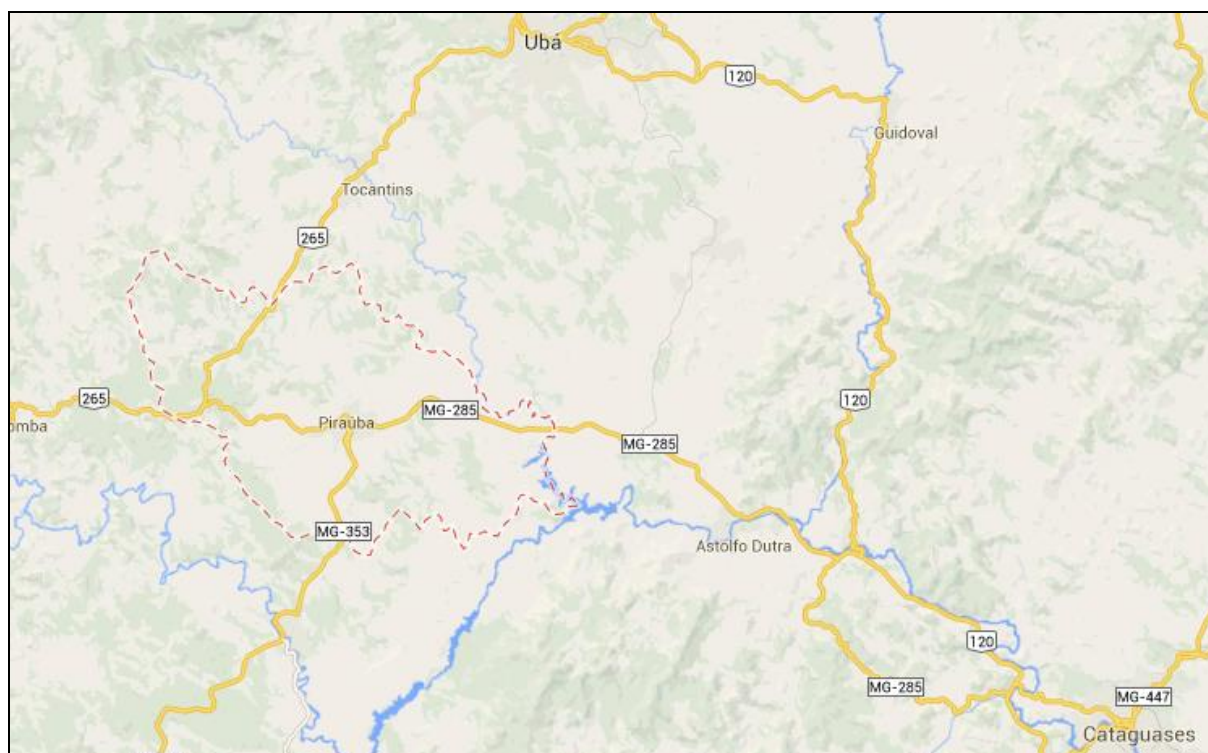 Ubá
120
Guidoval
Tocantins
265
265
MG-285
Piraúba
omba
MG-285
120
MG-353
Astolfo Dutra
120
MG-285
MG-447
Cataguases